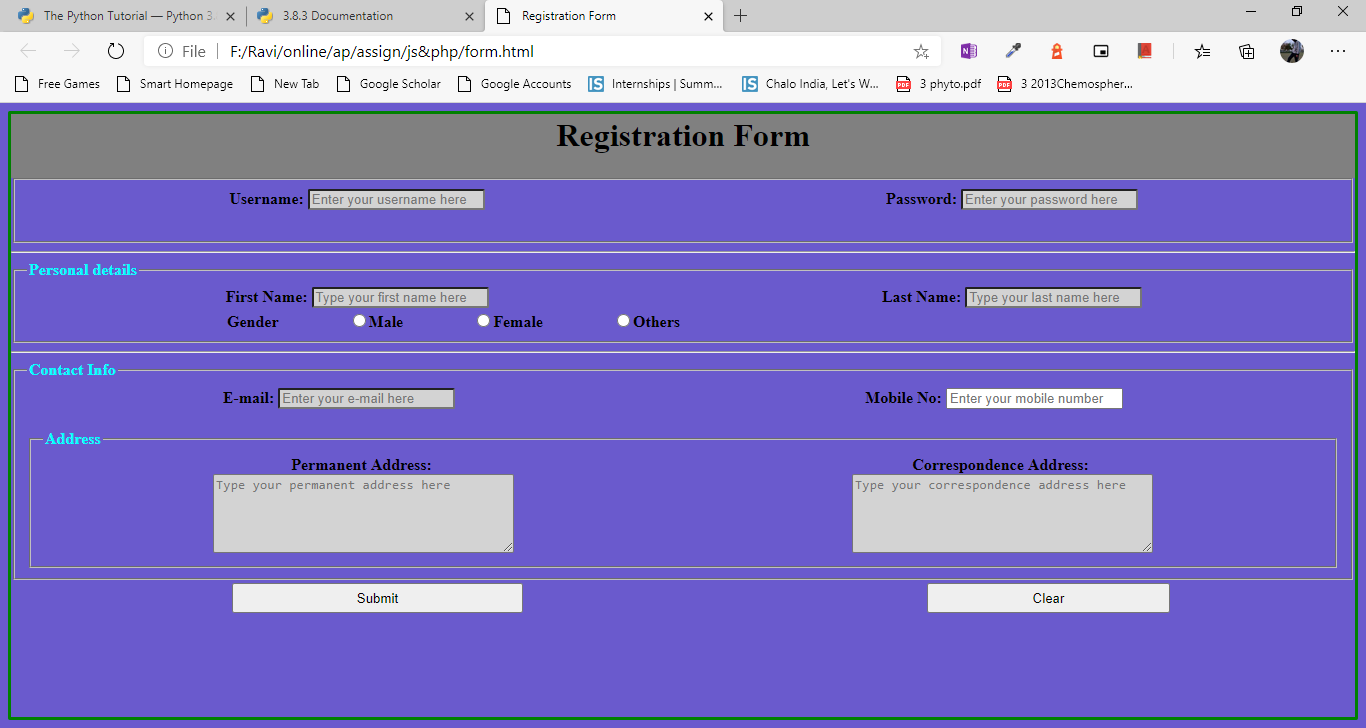 The Python Tutorial — Python 3. 3.8.3 Documentation Registration Form
File F:/Ravi/online/ap/assign/js&php/form.html
Free Games Smart Homepage New Tab Google Scholar Google Accounts IS Internships | Summ... IS Chalo India, Let's W... PDF 3 phyto.pdf PDF 3 2013Chemospher...
Registration Form
Username: Enter your username here Password: Enter your password here
Personal details
First Name: Type your first name here Last Name: Type your last name here
Gender Male Female Others
Contact Info
E-mail: Enter your e-mail here Mobile No: Enter your mobile number
Address
Permanent Address: Correspondence Address:
Type your permanent address here Type your correspondence address here
Submit Clear